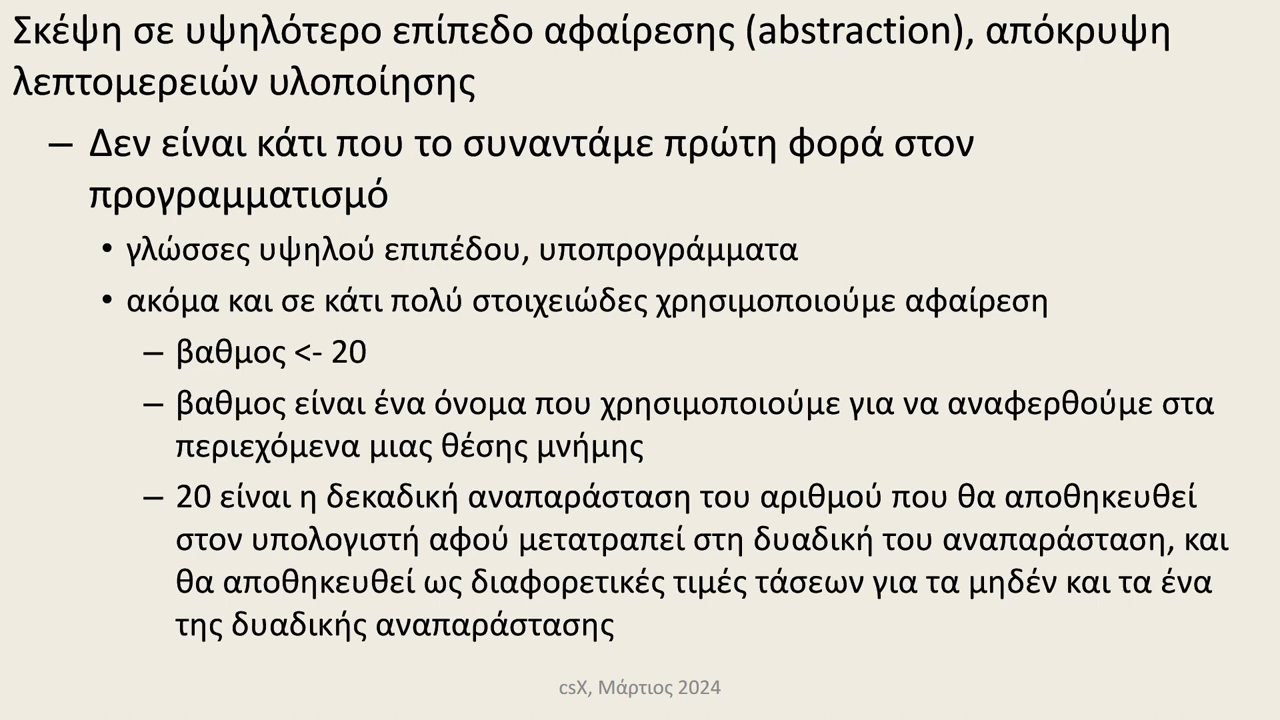 Σκέψη σε υψηλότερο επίπεδο αφαίρεσης (abstraction), απόκρυψη
λεπτομερειών υλοποίησης
– Δεν είναι κάτι που το συναντάμε πρώτη φορά στον
προγραμματισμό
• γλώσσες υψηλού επιπέδου, υποπρογράμματα
• ακόμα και σε κάτι πολύ στοιχειώδες χρησιμοποιούμε αφαίρεση
– βαθμος <- 20
– βαθμος είναι ένα όνομα που χρησιμοποιούμε για να αναφερθούμε στα
περιεχόμενα μιας θέσης μνήμης
– 20 είναι η δεκαδική αναπαράσταση του αριθμού που θα αποθηκευθεί
στον υπολογιστή αφού μετατραπεί στη δυαδική του αναπαράσταση, και
θα αποθηκευθεί ως διαφορετικές τιμές τάσεων για τα μηδέν και τα ένα
της δυαδικής αναπαράστασης
csX, Μάρτιος 2024